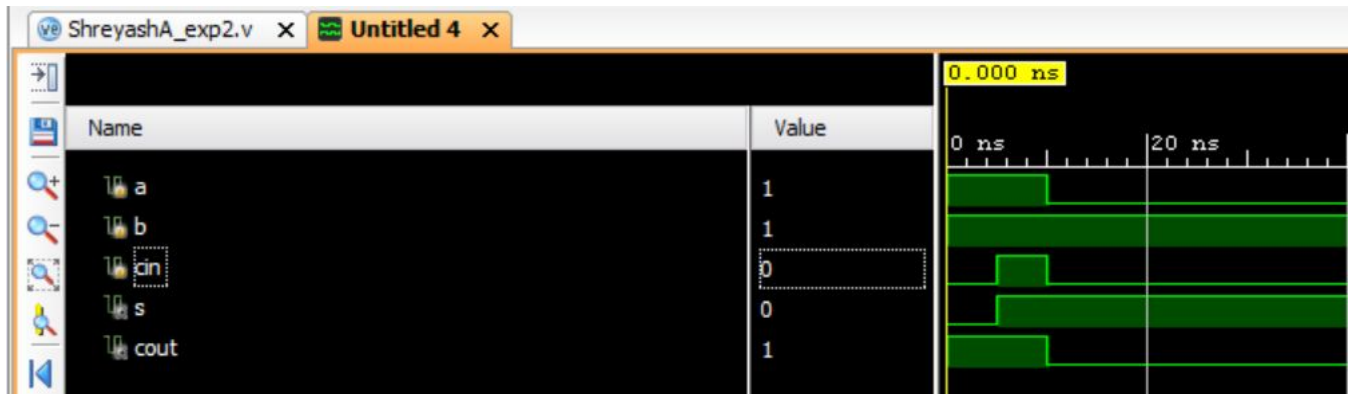 ve ShreyashA_exp2.v X Untitled 4 X
0.000 ns
Name Value
0 ns 20 ns
a 1
b 1
cin 0
s 0
cout 1